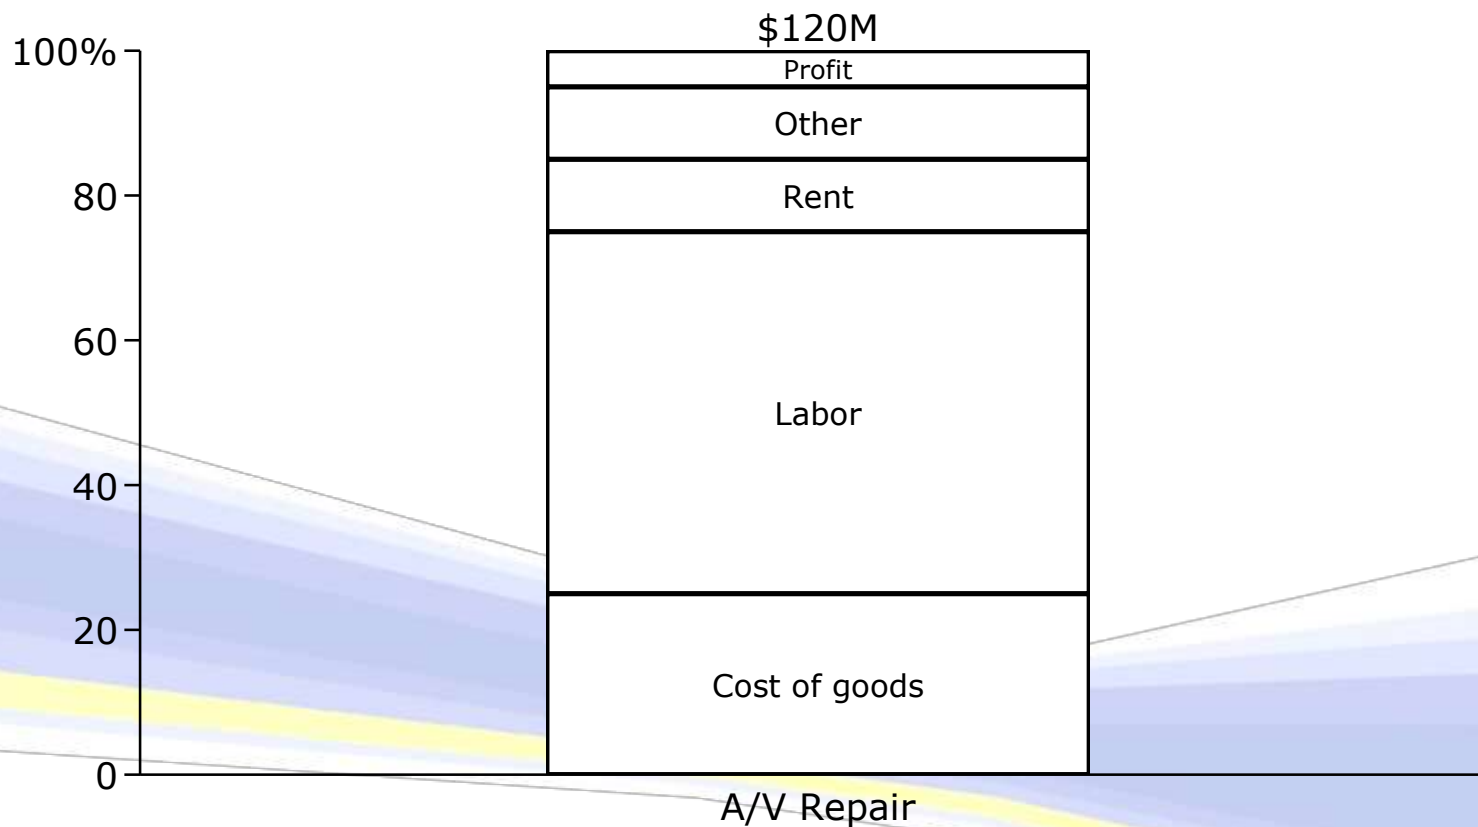 $120M
100%
Profit
Other
80
Rent
60
Labor
40
20
Cost of goods
0
A/V Repair